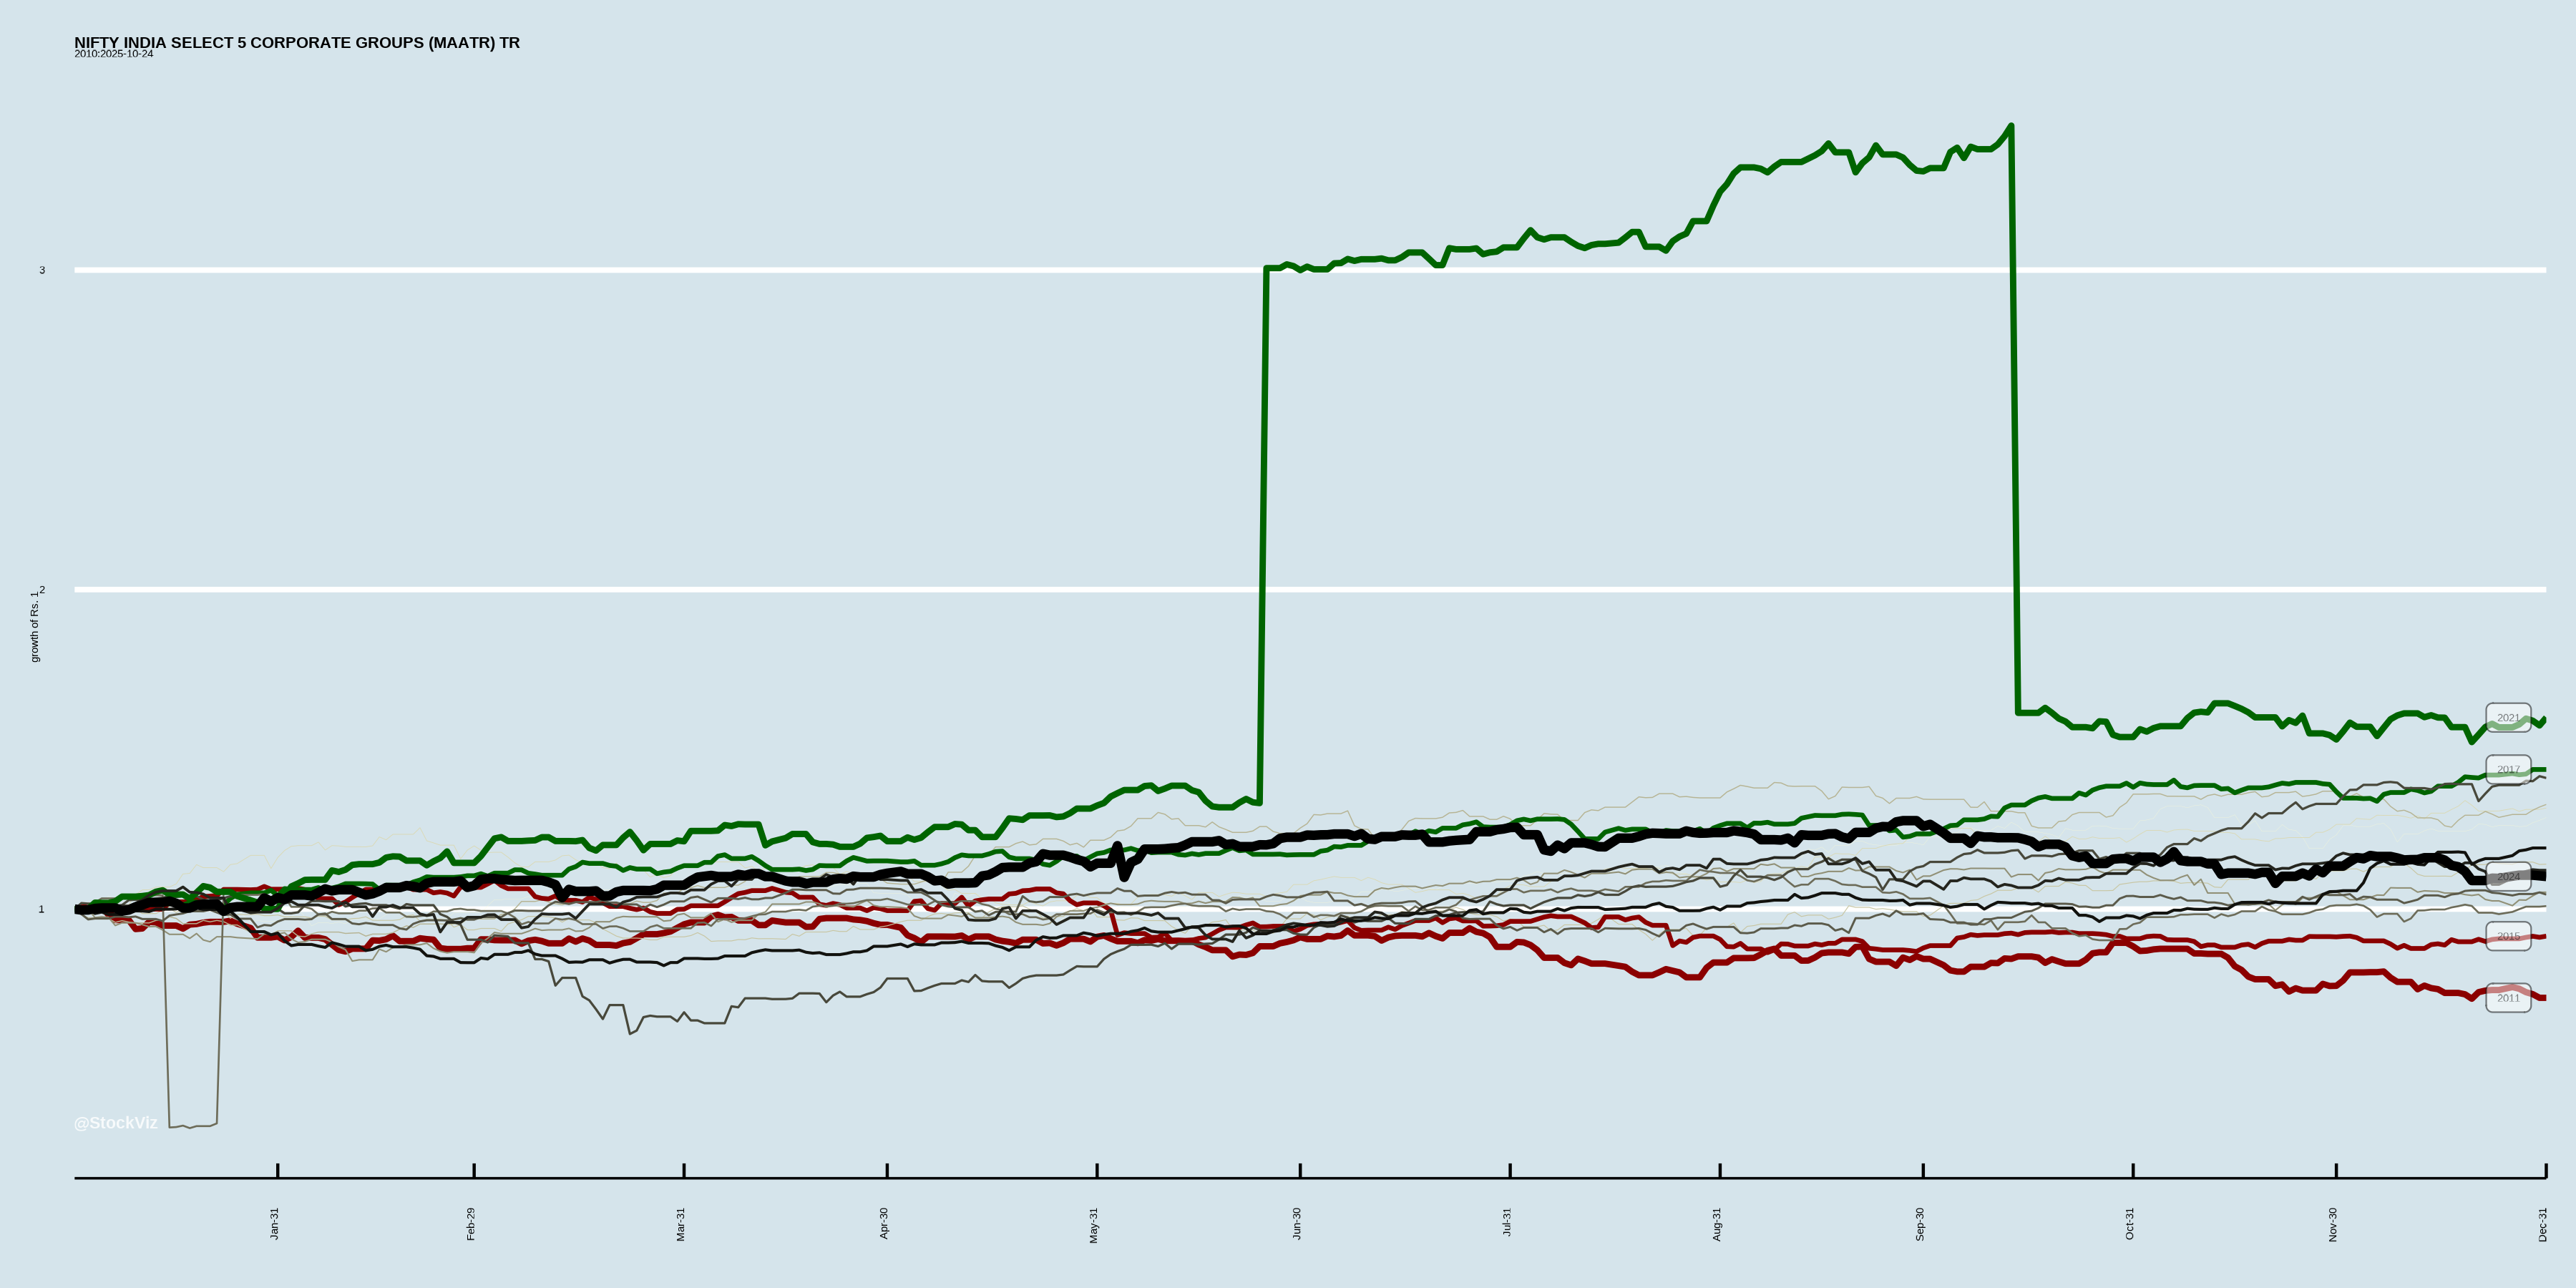 NIFTY INDIA SELECT 5 CORPORATE GROUPS (MAATR) TR
2010:2025-10-24
3
2
growth of Rs. 1
1
2021
2017
2024
2015
2011
@StockViz
Jan-31
Feb-29
Mar-31
Apr-30
May-31
Jun-30
Jul-31
Aug-31
Sep-30
Oct-31
Nov-30
Dec-31